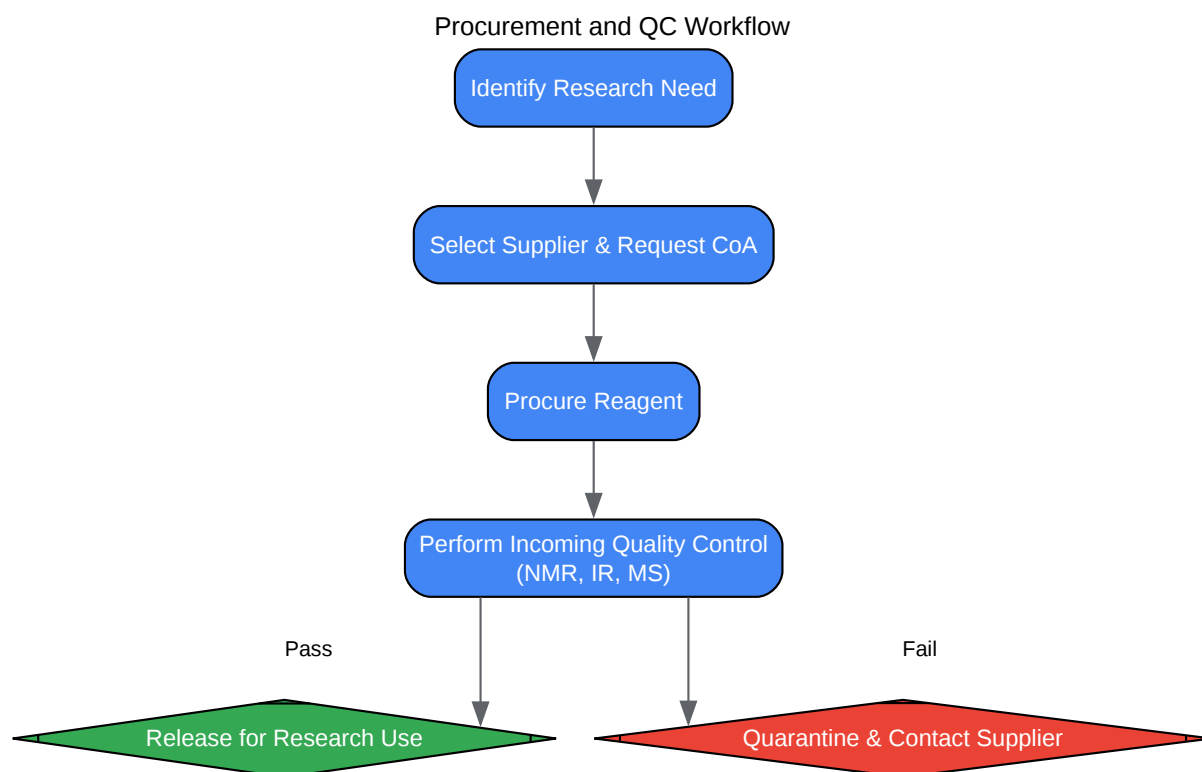 Procurement and QC Workflow
Identify Research Need
Select Supplier & Request CoA
Procure Reagent
Perform Incoming Quality Control
(NMR, IR, MS)
Pass
Fail
Release for Research Use
Quarantine & Contact Supplier